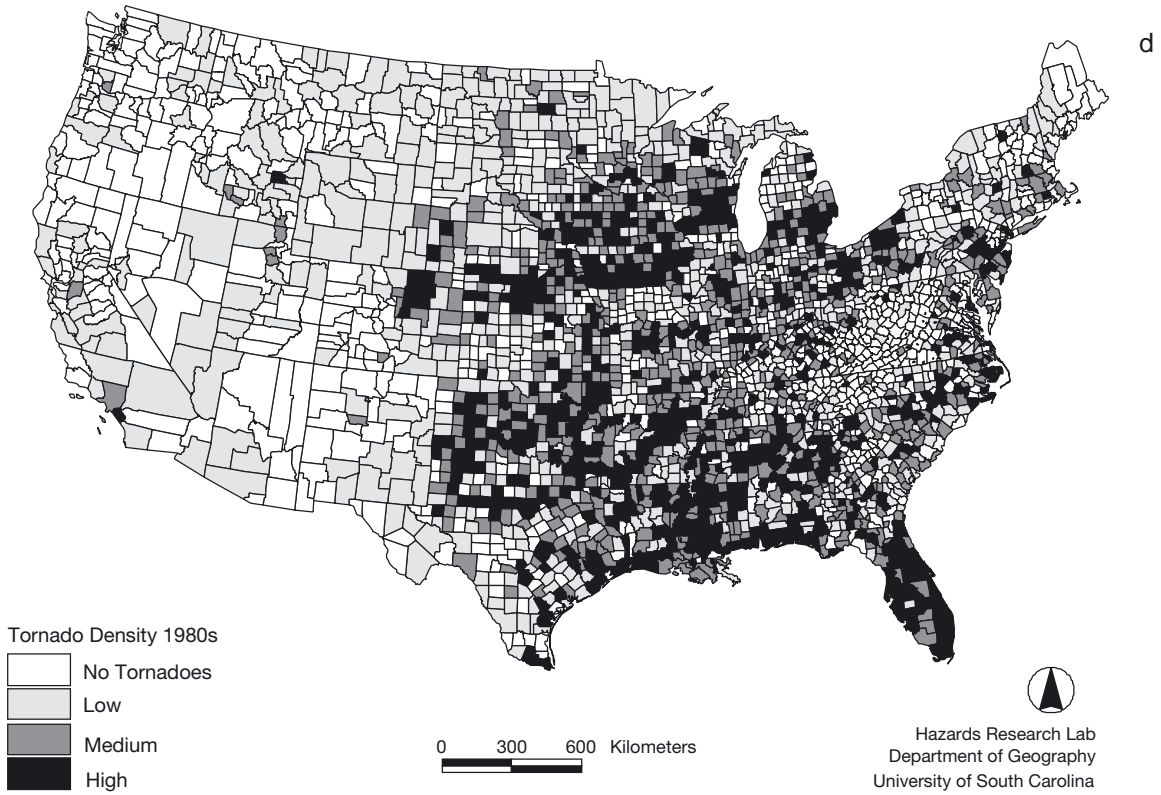 d
Tornado Density 1980s
No Tornadoes
Low
Medium
High
0 300 600 Kilometers
Hazards Research Lab
Department of Geography
University of South Carolina